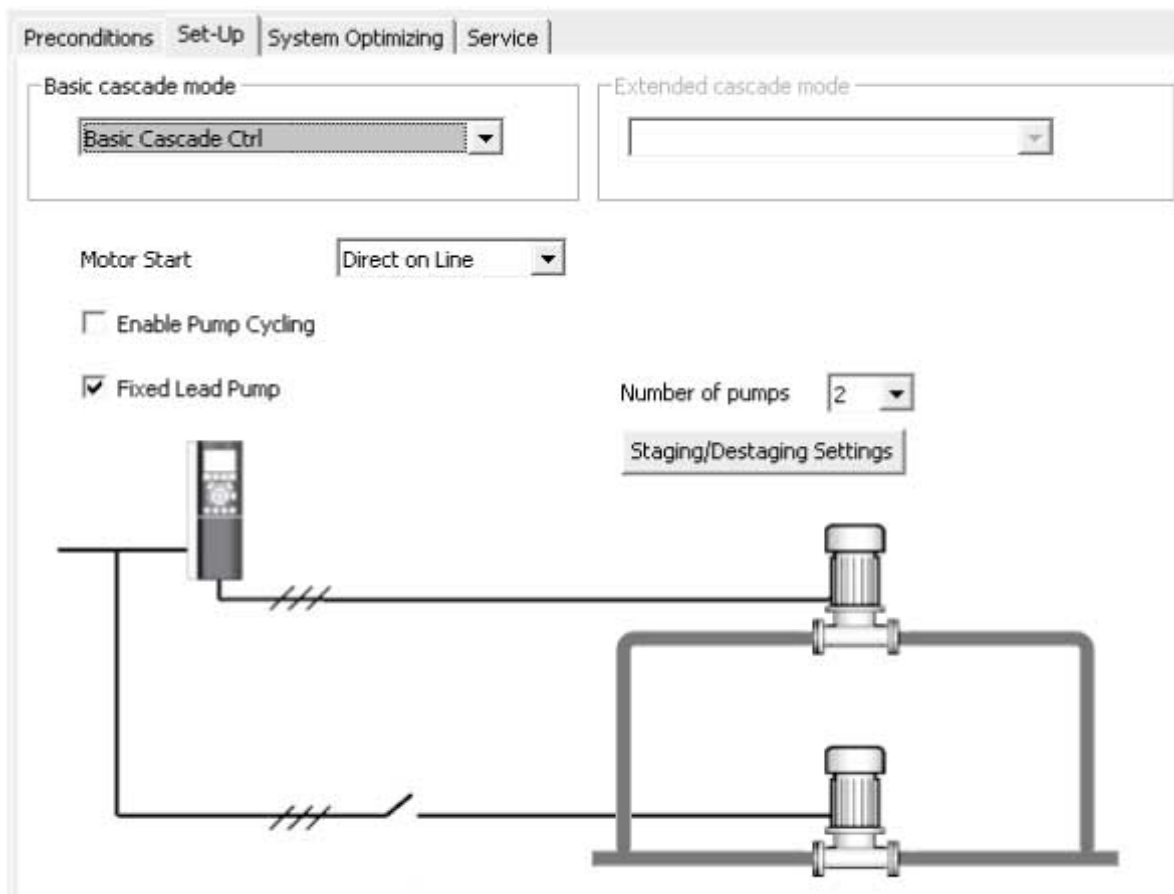 Preconditions Set-Up System Optimizing Service
Basic cascade mode
Extended cascade mode
Basic Cascade Ctrl
Motor Start Direct on Line
Enable Pump Cycling
Fixed Lead Pump
Number of pumps 2
Staging/Destaging Settings